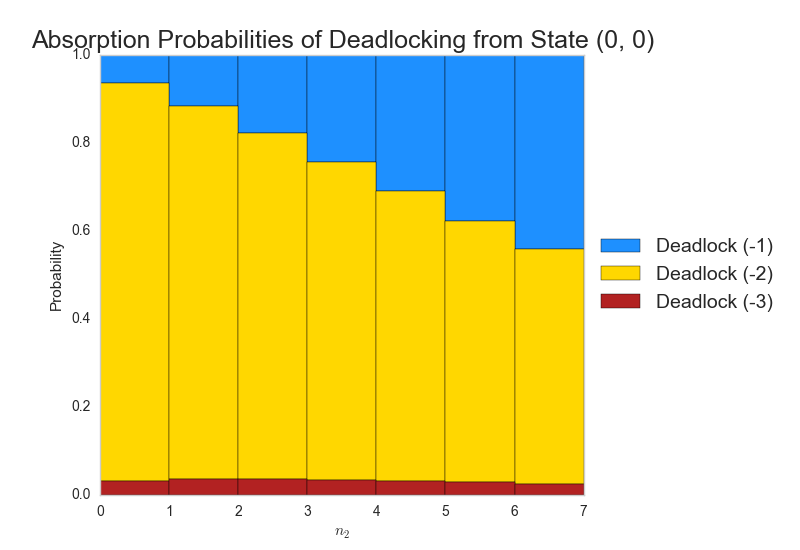 Absorption Probabilities of Deadlocking from State (0, 0)
1.0
0.8
0.6
0.4
0.2
0.0
Probability
0 1 2 3 4 5 6 7
n₂
Deadlock (-1)
Deadlock (-2)
Deadlock (-3)